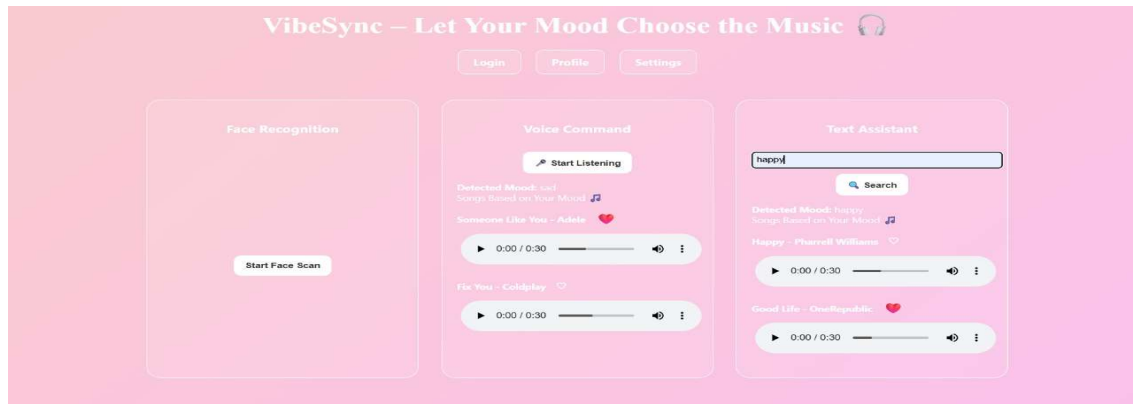 VibeSync – Let Your Mood Choose the Music 🎧
Login Profile Settings
Face Recognition
Start Face Scan
Voice Command
🎤 Start Listening
Detected Mood: sad
Songs Based on Your Mood 🎵
Someone Like You - Adele 💔
0:00 / 0:30
Fix You - Coldplay ♡
0:00 / 0:30
Text Assistant
happy
🔍 Search
Detected Mood: happy
Songs Based on Your Mood 🎵
Happy - Pharrell Williams ♡
0:00 / 0:30
Good Life - OneRepublic 💔
0:00 / 0:30